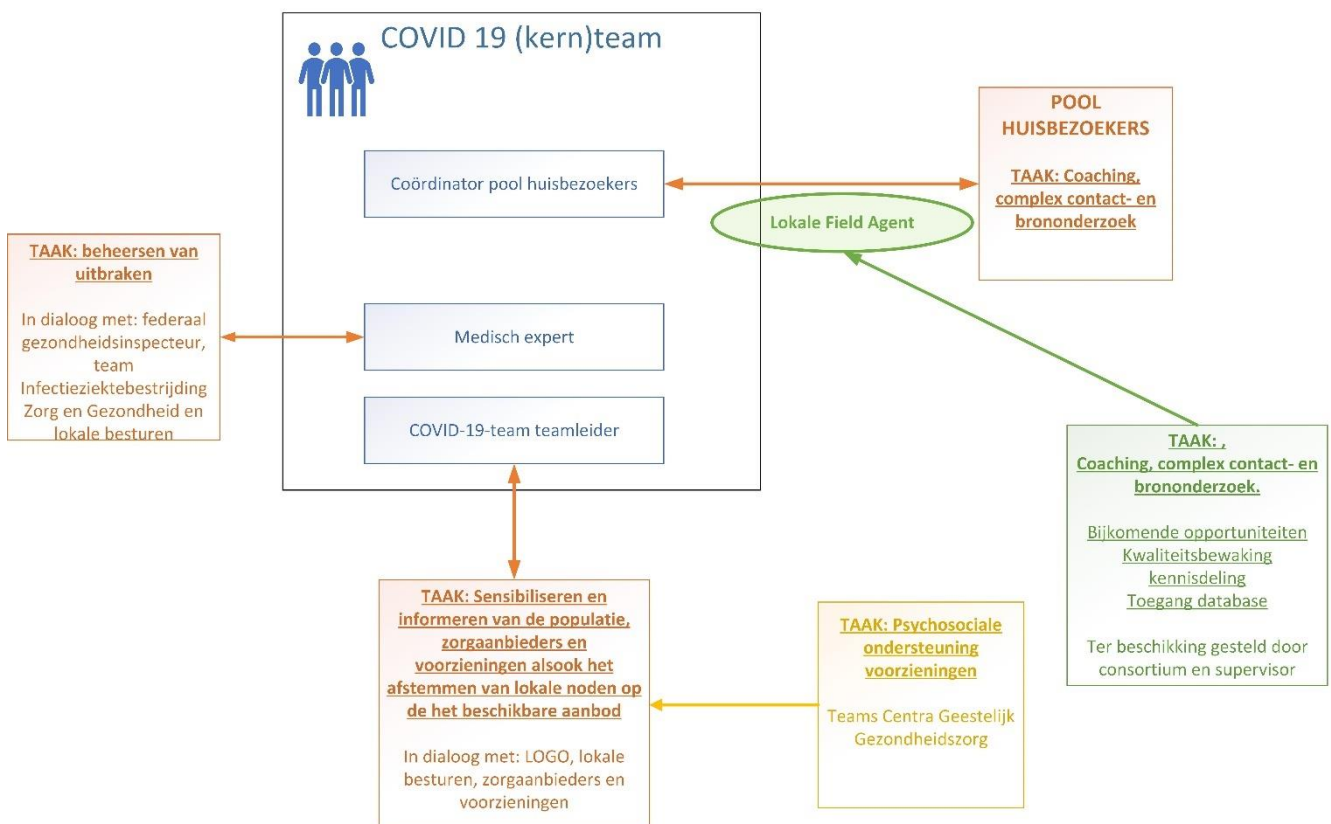 COVID 19 (kern)team
Coördinator pool huisbezoekers
Medisch expert
COVID-19-team teamleider
POOL
HUISBEZOEKERS
TAAK: Coaching,
complex contact- en
brononderzoek
Lokale Field Agent
TAAK: beheersen van
uitbraken
In dialoog met: federaal
gezondheidsinspecteur,
team
Infectieziektebestrijding
Zorg en Gezondheid en
lokale besturen
TAAK: ,
Coaching, complex contact- en
brononderzoek.
Bijkomende opportuniteiten
Kwaliteitsbewaking
kennisdeling
Toegang database
Ter beschikking gesteld door
consortium en supervisor
TAAK: Sensibiliseren en
informeren van de populatie,
zorgaanbieders en
voorzieningen alsook het
afstemmen van lokale noden op
de het beschikbare aanbod
In dialoog met: LOGO, lokale
besturen, zorgaanbieders en
voorzieningen
TAAK: Psychosociale
ondersteuning
voorzieningen
Teams Centra Geestelijk
Gezondheidszorg